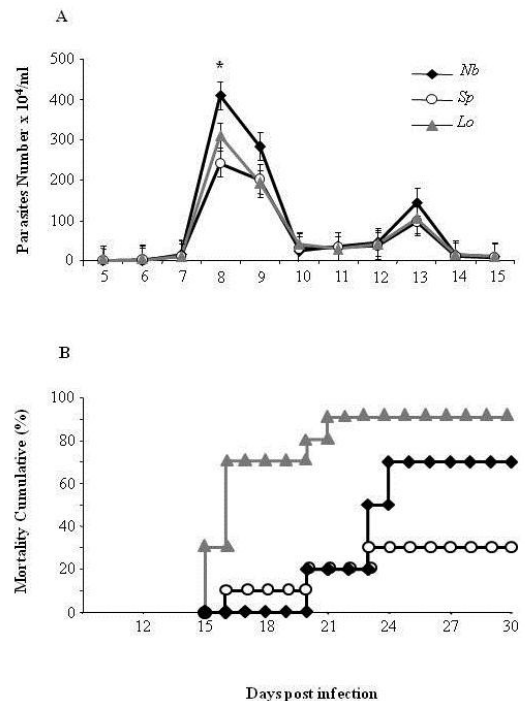 A
Parasites Number x 10⁴/ml
500
400
300
200
100
0
*
Nb
Sp
Lo
5 6 7 8 9 10 11 12 13 14 15
B
Mortality Cumulative (%)
100
80
60
40
20
0
12 15 18 21 24 27 30
Days post infection